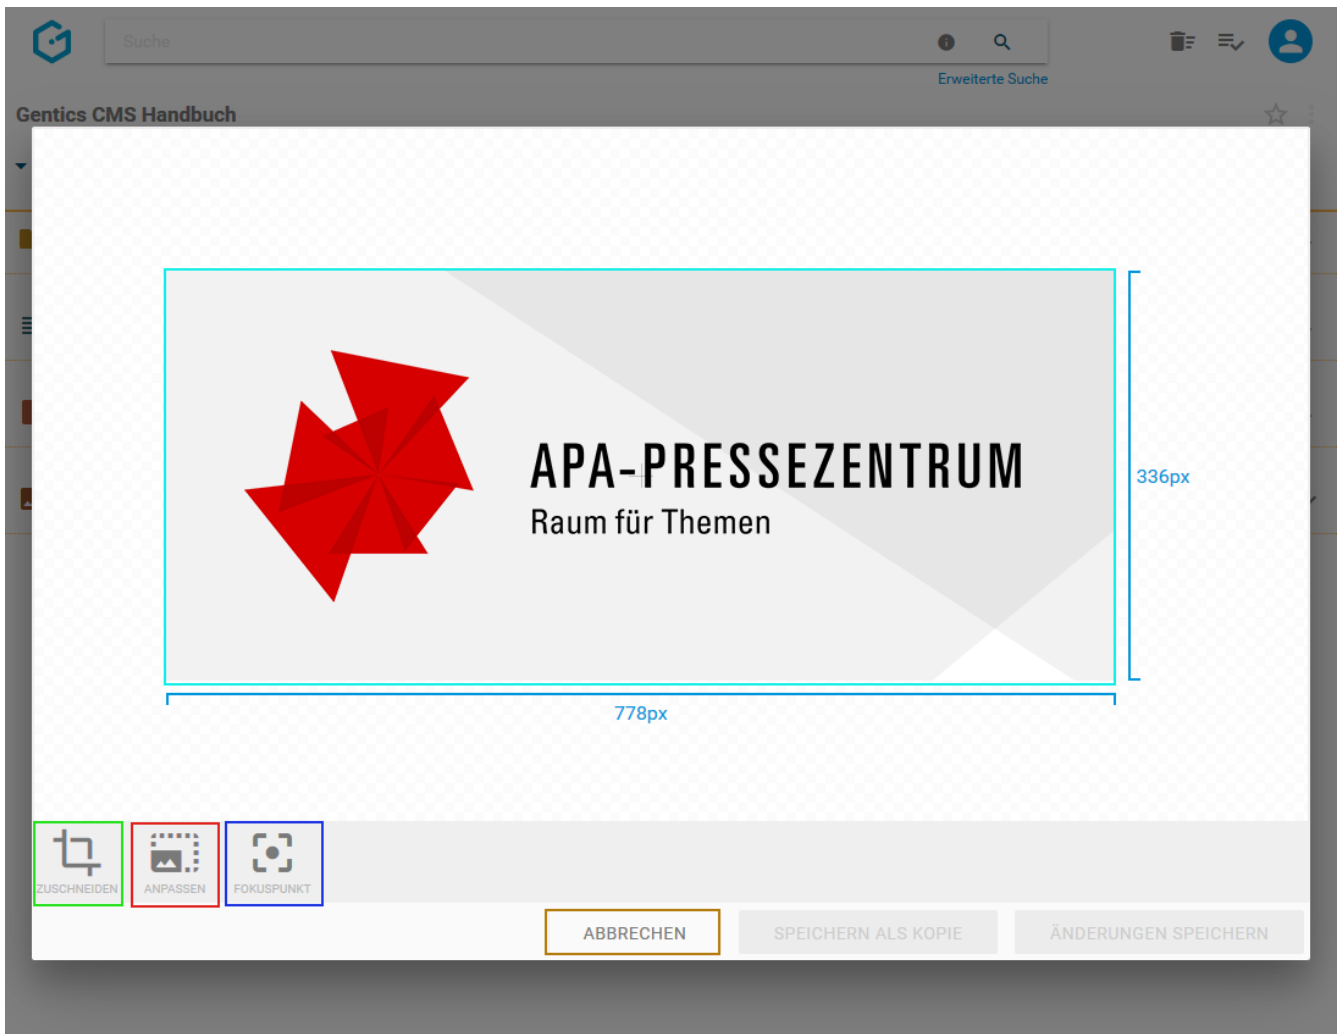 Suche
Erweiterte Suche
Gentics CMS Handbuch
APA-PRESSEZENTRUM
Raum für Themen
336px
778px
ZUSCHNEIDEN
ANPASSEN
FOKUSPUNKT
ABBRECHEN
SPEICHERN ALS KOPIE
ÄNDERUNGEN SPEICHERN